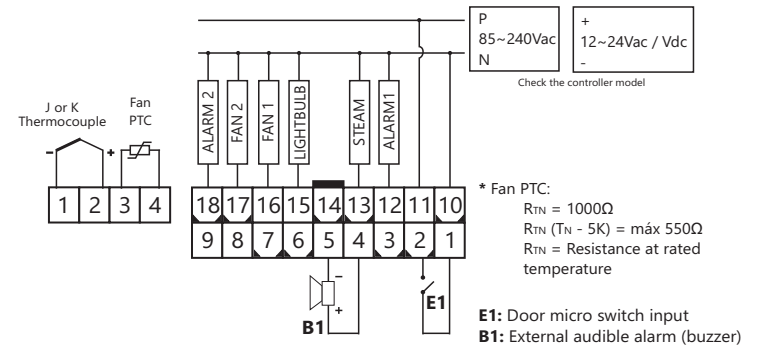 P
85~240Vac
N
+
12~24Vac / Vdc
-
Check the controller model
J or K
Thermocouple
Fan
PTC
- +
ALARM 2
FAN 2
FAN 1
LIGHTBULB
STEAM
ALARM1
1 2 3 4
18 17 16 15 14 13 12 11 10
9 8 7 6 5 4 3 2 1
-
+
B1
E1
* Fan PTC:
RTN = 1000Ω
RTN (TN - 5K) = máx 550Ω
RTN = Resistance at rated
temperature
E1: Door micro switch input
B1: External audible alarm (buzzer)